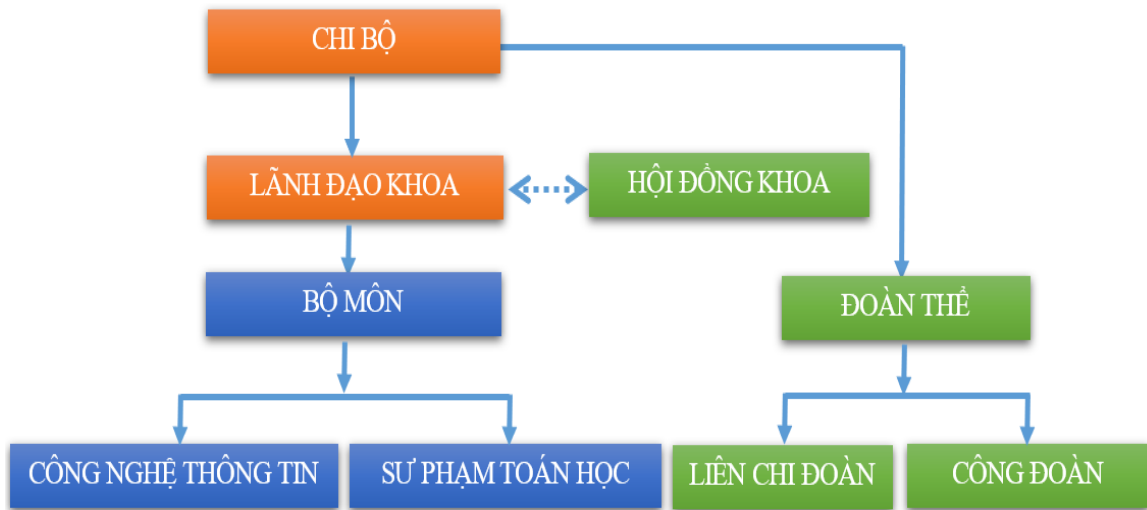 CHI BỘ
LÃNH ĐẠO KHOA
HỘI ĐỒNG KHOA
BỘ MÔN
ĐOÀN THỂ
CÔNG NGHỆ THÔNG TIN
SƯ PHẠM TOÁN HỌC
LIÊN CHI ĐOÀN
CÔNG ĐOÀN